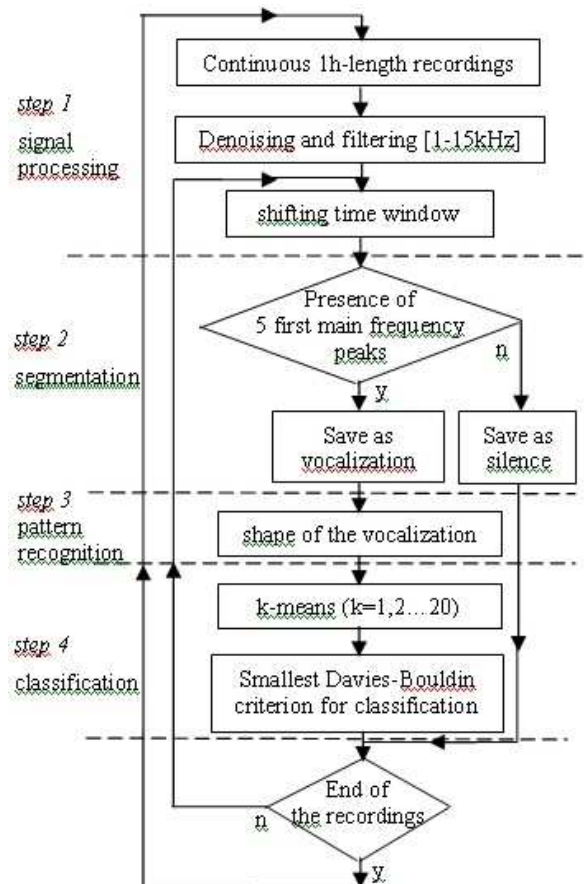 Continuous 1h-length recordings
step 1
signal
processing
Denoising and filtering [1-15kHz]
shifting time window
step 2
segmentation
Presence of
5 first main frequency
peaks
n
y
Save as
vocalization
Save as
silence
step 3
pattern
recognition
shape of the vocalization
step 4
classification
k-means (k=1,2...20)
Smallest Davies-Bouldin
criterion for classification
End of
the recordings
n
y